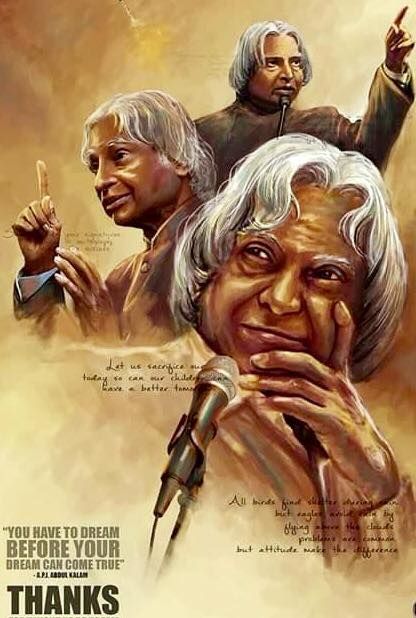 Let us sacrifice our
today so can our children can
have a better tomo
All birds find shelter during rain
but eagles avoid rain by
flying above the clouds
problems are common
but attitude make the difference
"YOU HAVE TO DREAM
BEFORE YOUR
DREAM CAN COME TRUE"
- A.P.J. ABDUL KALAM
THANKS